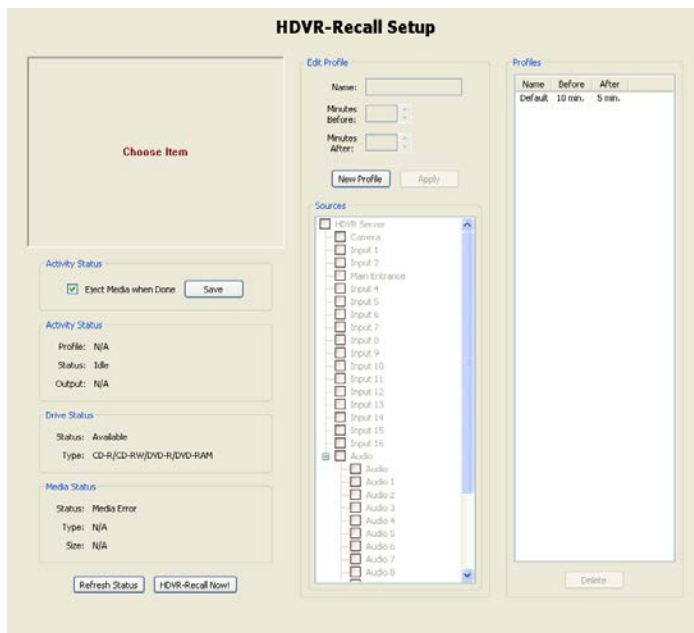 HDVR-Recall Setup
Choose Item
Activity Status
Eject Media when Done Save
Activity Status
Profile: N/A
Status: Idle
Output: N/A
Drive Status
Status: Available
Type: CD-R/CD-RW/DVD-R/DVD-RAM
Media Status
Status: Media Error
Type: N/A
Size: N/A
Refresh Status HDVR-Recall Now!
Edit Profile
Name:
Minutes
Before:
Minutes
After:
New Profile Apply
Sources
HDVR Server
Camera
Input 1
Input 2
Main Entrance
Input 4
Input 5
Input 6
Input 7
Input 8
Input 9
Input 10
Input 11
Input 12
Input 13
Input 14
Input 15
Input 16
Audio
Audio
Audio 1
Audio 2
Audio 3
Audio 4
Audio 5
Audio 6
Audio 7
Audio 8
Profiles
Name Before After
Default 10 min. 5 min.
Delete